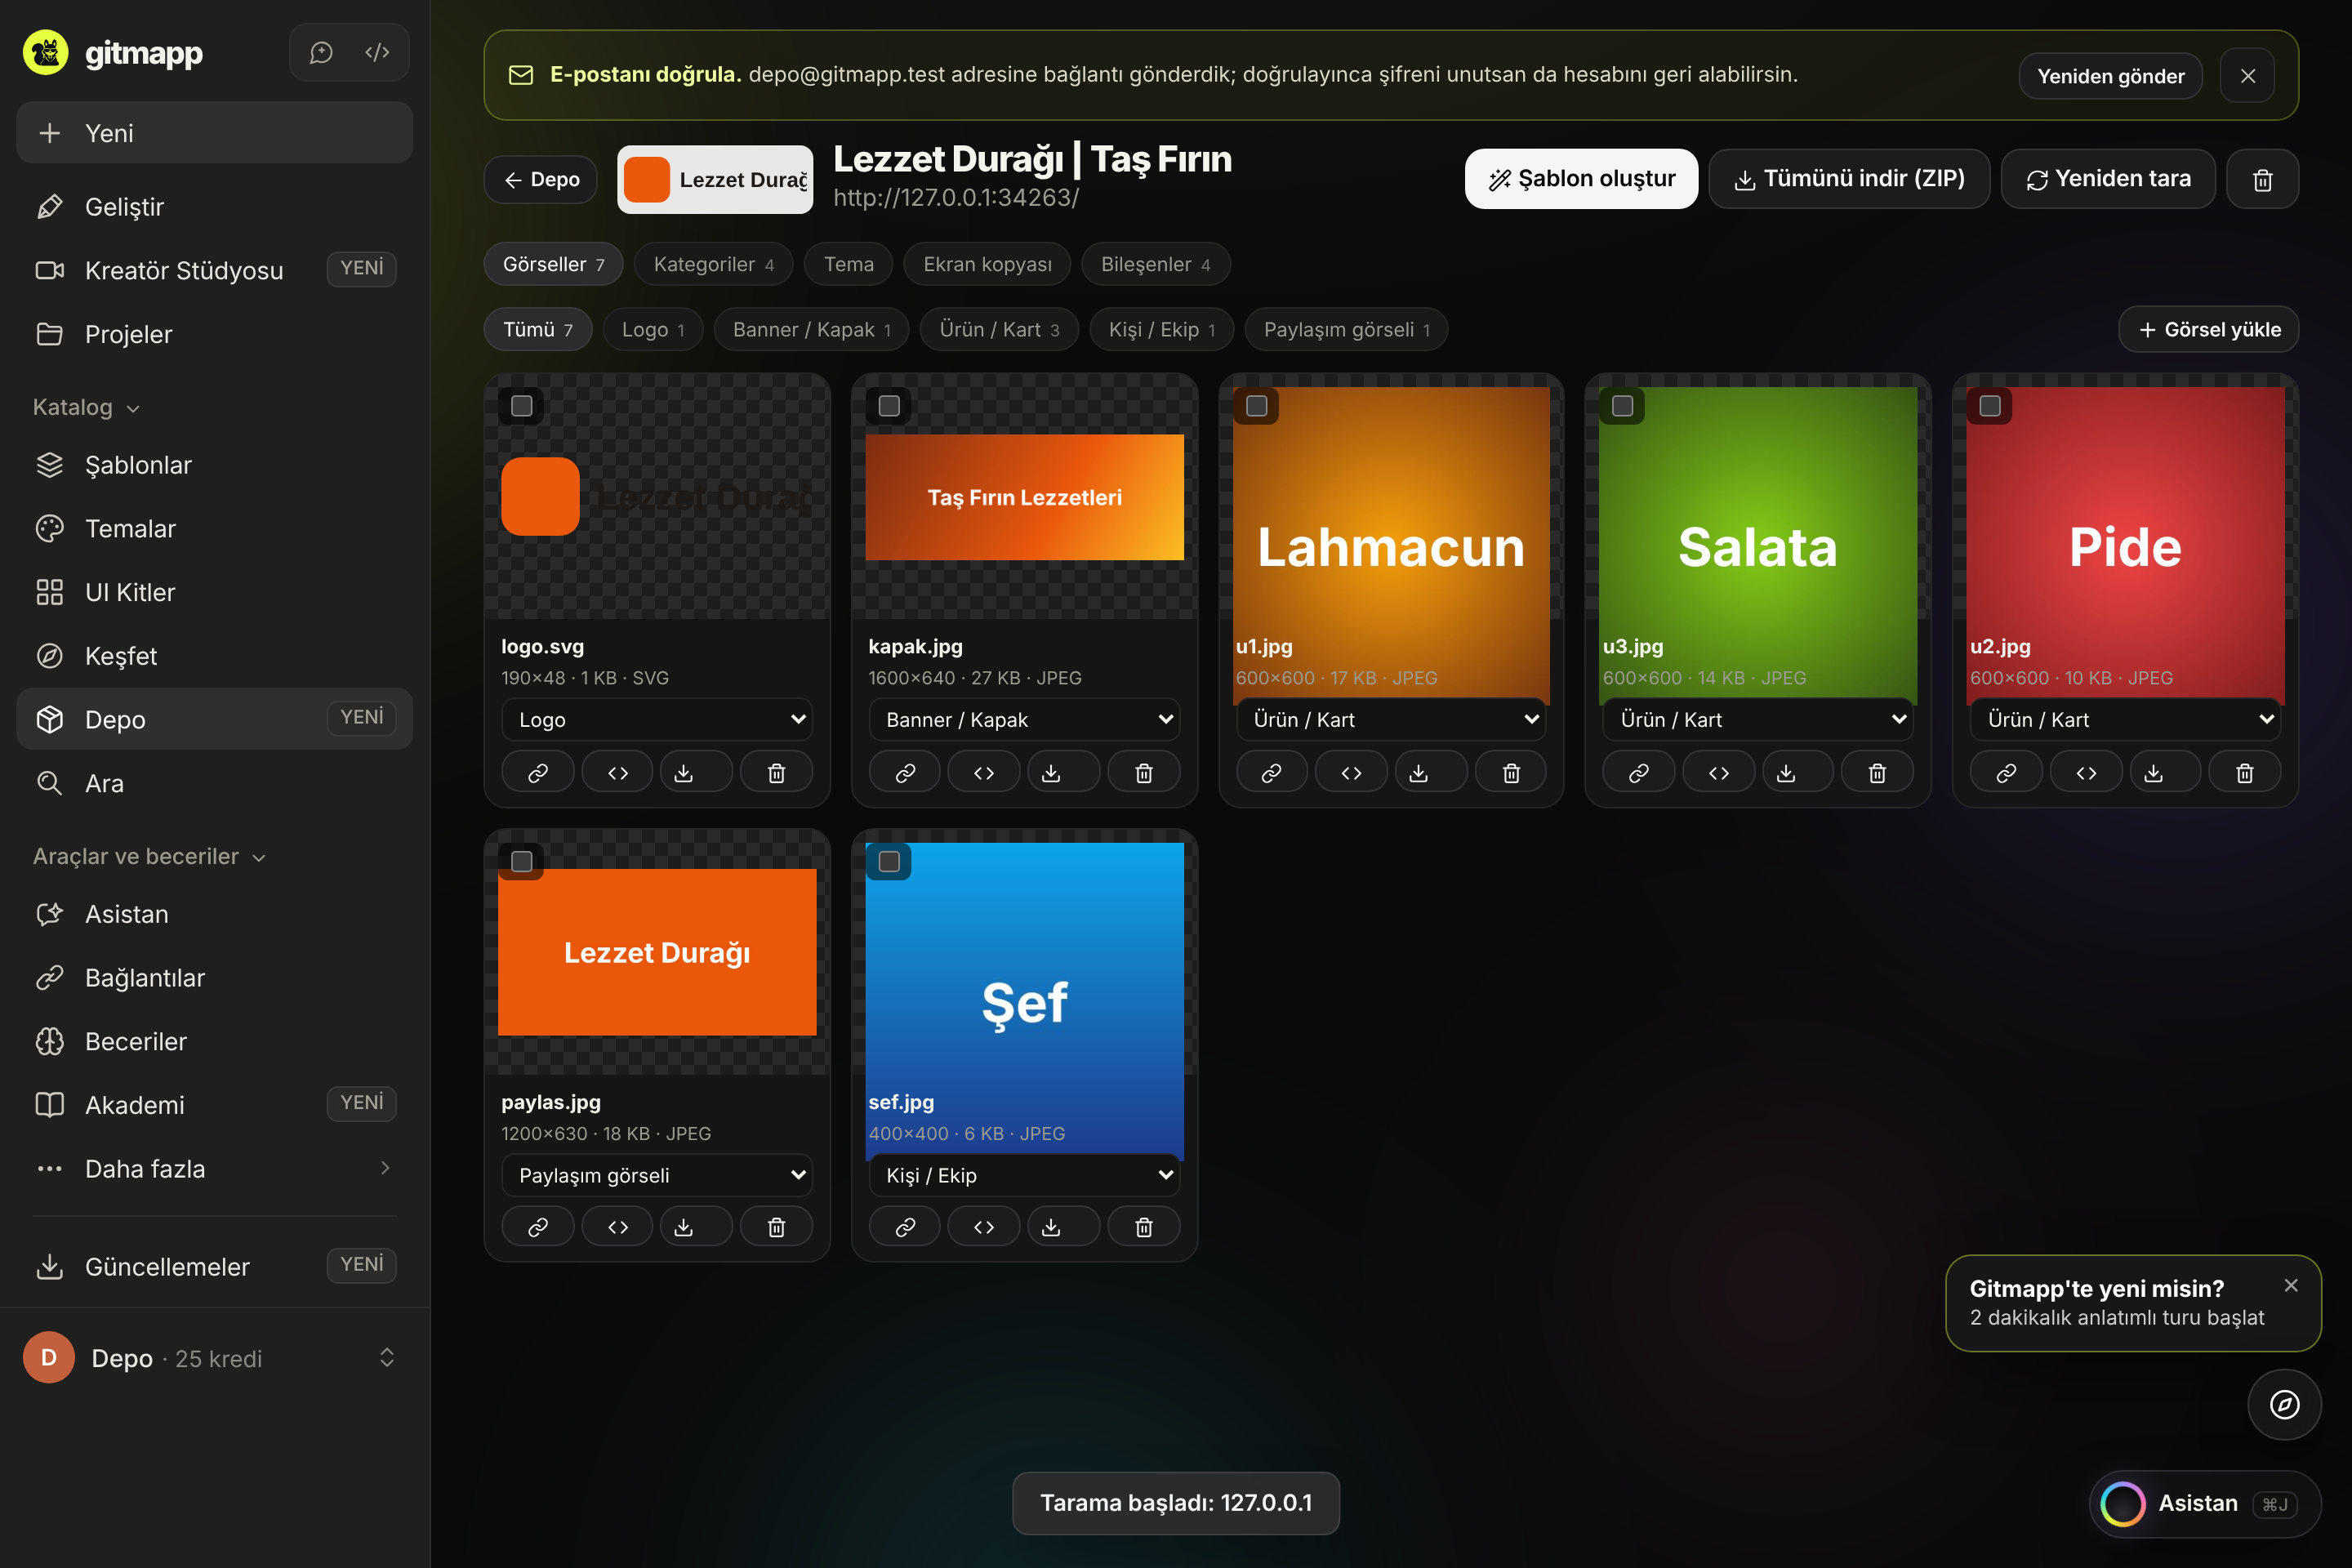 gitmapp
Yeni
Geliştir
Kreatör Stüdyosu YENİ
Projeler
Katalog
Şablonlar
Temalar
UI Kitler
Keşfet
Depo YENİ
Ara
Araçlar ve beceriler
Asistan
Bağlantılar
Beceriler
Akademi YENİ
Daha fazla
Güncellemeler YENİ
D Depo · 25 kredi
E-postanı doğrula. depo@gitmapp.test adresine bağlantı gönderdik; doğrulayınca şifreni unutsan da hesabını geri alabilirsin. Yeniden gönder
Depo
Lezzet Durağ
Lezzet Durağı | Taş Fırın
http://127.0.0.1:34263/
Şablon oluştur Tümünü indir (ZIP) Yeniden tara
Görseller 7 Kategoriler 4 Tema Ekran kopyası Bileşenler 4
Tümü 7 Logo 1 Banner / Kapak 1 Ürün / Kart 3 Kişi / Ekip 1 Paylaşım görseli 1 Görsel yükle
Lezzet Durağ
logo.svg
190×48 · 1 KB · SVG
Logo
Taş Fırın Lezzetleri
kapak.jpg
1600×640 · 27 KB · JPEG
Banner / Kapak
Lahmacun
u1.jpg
600×600 · 17 KB · JPEG
Ürün / Kart
Salata
u3.jpg
600×600 · 14 KB · JPEG
Ürün / Kart
Pide
u2.jpg
600×600 · 10 KB · JPEG
Ürün / Kart
Lezzet Durağı
paylas.jpg
1200×630 · 18 KB · JPEG
Paylaşım görseli
Şef
sef.jpg
400×400 · 6 KB · JPEG
Kişi / Ekip
Gitmapp'te yeni misin?
2 dakikalık anlatımlı turu başlat
Tarama başladı: 127.0.0.1
Asistan ⌘J